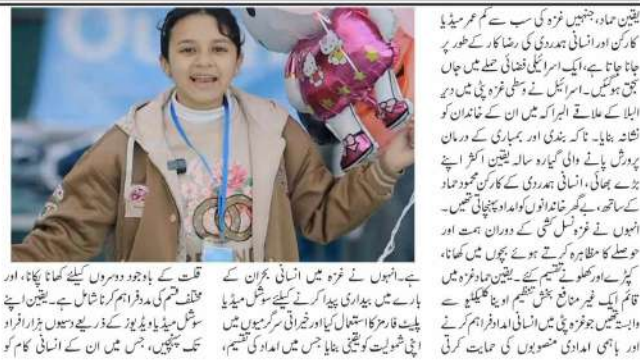 یقین حماد، جنہیں غزہ کی سب سے کم عمر میڈیا
کارکن اور انسانی ہمدردی کی رضا کار کے طور پر
جانا جاتا ہے، ایک اسرائیلی فضائی حملے میں جاں
بحق ہوگئیں۔ اسرائیل نے وسطی غزہ پٹی میں دیر
البلا کے علاقے البراکہ میں ان کے خاندان کو
نشانہ بنایا۔ ناکہ بندی اور بمباری کے درمان
پرورش پانے والی گیارہ سالہ یقین اکثر اپنے
بڑے بھائی، انسانی ہمدردی کے کارکن محمود حماد
کے ساتھ، بے گھر خاندانوں کو امداد پہنچاتی تھیں۔
انہوں نے غزہ نسل کشی کے دوران ہمت اور
حوصلے کا مظاہرہ کرتے ہوئے بچوں میں کھانا،
کپڑے اور کھلونے تقسیم کئے۔ یقین حماد غزہ میں
قائم ایک غیر منافع بخش تنظیم اوینا کلیکٹو سے
وابستہ تھیں جو غزہ پٹی میں انسانی امداد فراہم کرنے
اور باہمی امدادی منصوبوں کی حمایت کرتی
ہے۔ انہوں نے غزہ میں انسانی بحران کے
بارے میں بیداری پیدا کرنے کیلئے سوشل میڈیا
پلیٹ فارمز کا استعمال کیا اور خیراتی سرگرمیوں میں
اپنی شمولیت کو یقینی بنایا جس میں امداد کی تقسیم،
قلت کے باوجود دوسروں کیلئے کھانا پکانا، اور
مختلف قسم کی مدد فراہم کرنا شامل ہے۔ یقین اپنے
سوشل میڈیا ویڈیوز کے ذریعے دسیوں ہزار افراد
تک پہنچیں، جس میں ان کے انسانی کام کو